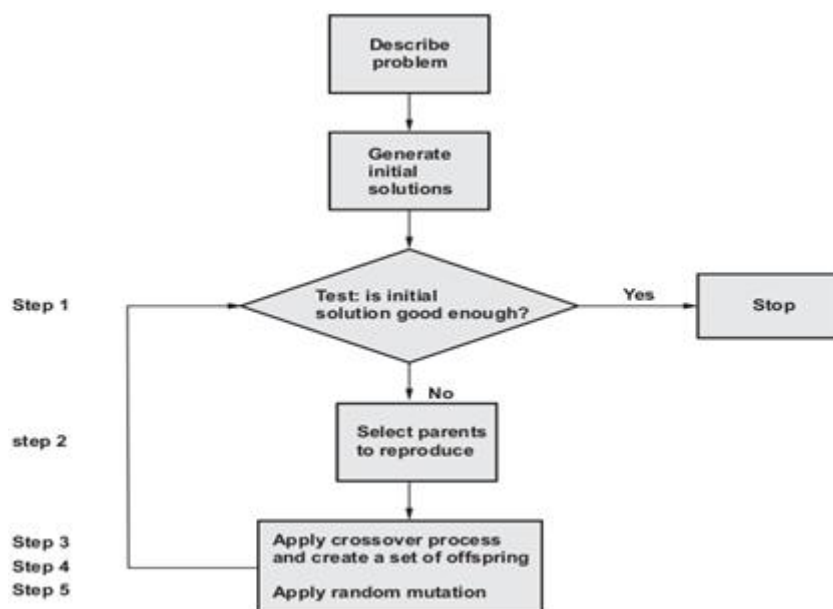 Describe
problem
Generate
initial
solutions
Step 1
Test: is initial
solution good enough?
Yes
Stop
No
step 2
Select parents
to reproduce
Step 3
Apply crossover process
and create a set of offspring
Step 4
Step 5
Apply random mutation